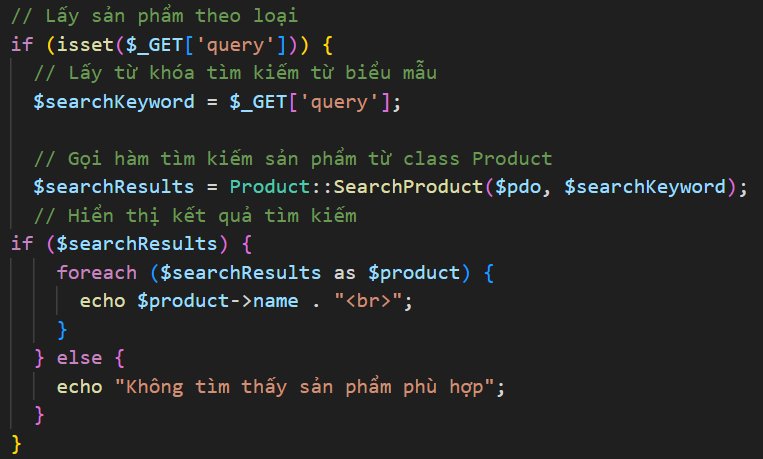 // Lấy sản phẩm theo loại
if (isset($_GET['query'])) {
// Lấy từ khóa tìm kiếm từ biểu mẫu
$searchKeyword = $_GET['query'];
// Gọi hàm tìm kiếm sản phẩm từ class Product
$searchResults = Product::SearchProduct($pdo, $searchKeyword);
// Hiển thị kết quả tìm kiếm
if ($searchResults) {
foreach ($searchResults as $product) {
echo $product->name . "<br>";
}
} else {
echo "Không tìm thấy sản phẩm phù hợp";
}
}